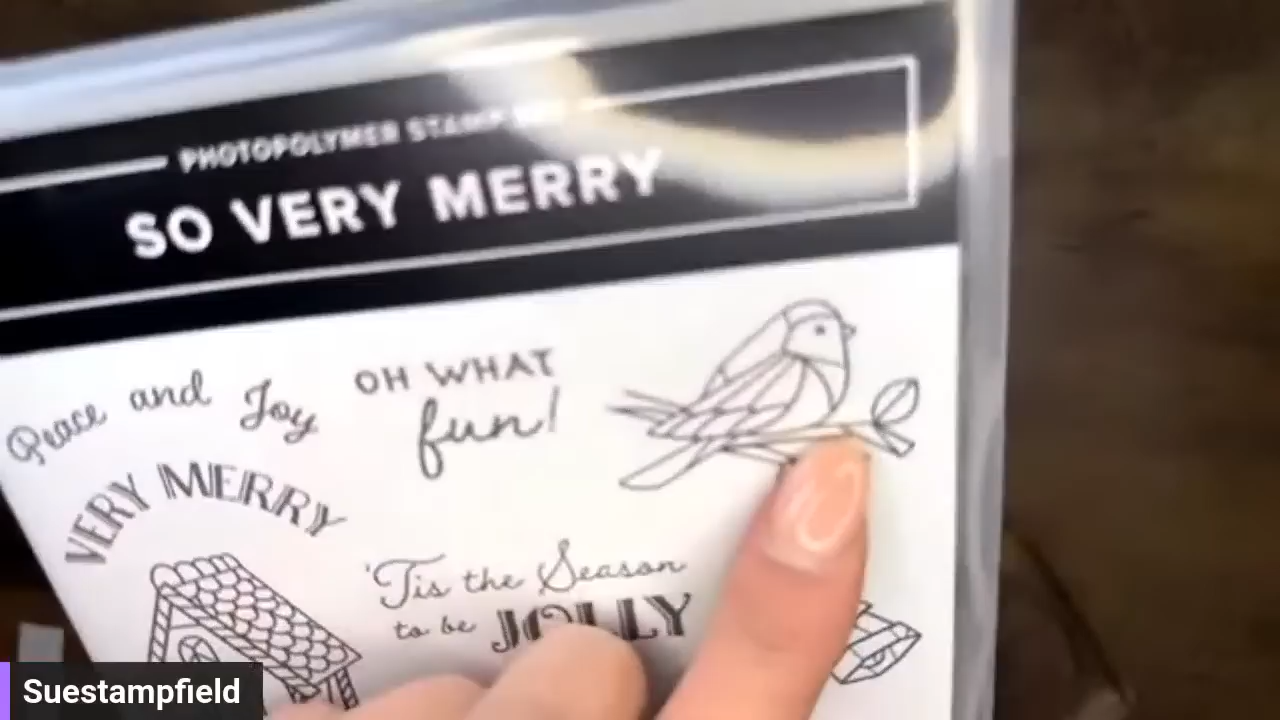 PHOTOPOLYMER STAMP
SO VERY MERRY
Peace and Joy
OH WHAT
fun!
VERY MERRY
'Tis the Season
to be JOLLY
Suestampfield